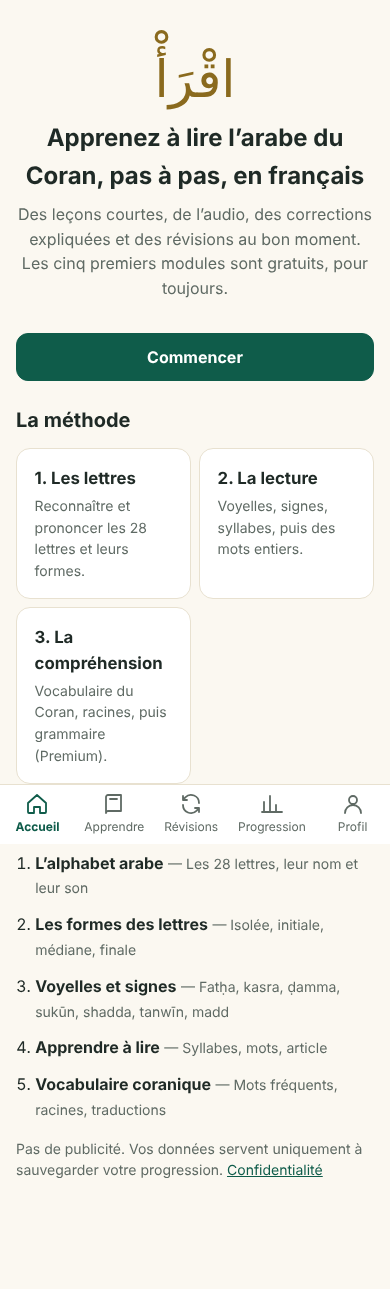 اقْرَأْ
Apprenez à lire l’arabe du
Coran, pas à pas, en français
Des leçons courtes, de l’audio, des corrections
expliquées et des révisions au bon moment.
Les cinq premiers modules sont gratuits, pour
toujours.
Commencer
La méthode
1. Les lettres
Reconnaître et
prononcer les 28
lettres et leurs
formes.
2. La lecture
Voyelles, signes,
syllabes, puis des
mots entiers.
3. La
compréhension
Vocabulaire du
Coran, racines, puis
grammaire
(Premium).
Accueil
Apprendre
Révisions
Progression
Profil
1. L’alphabet arabe — Les 28 lettres, leur nom et
leur son
2. Les formes des lettres — Isolée, initiale,
médiane, finale
3. Voyelles et signes — Fatḥa, kasra, ḍamma,
sukūn, shadda, tanwīn, madd
4. Apprendre à lire — Syllabes, mots, article
5. Vocabulaire coranique — Mots fréquents,
racines, traductions
Pas de publicité. Vos données servent uniquement à
sauvegarder votre progression. Confidentialité